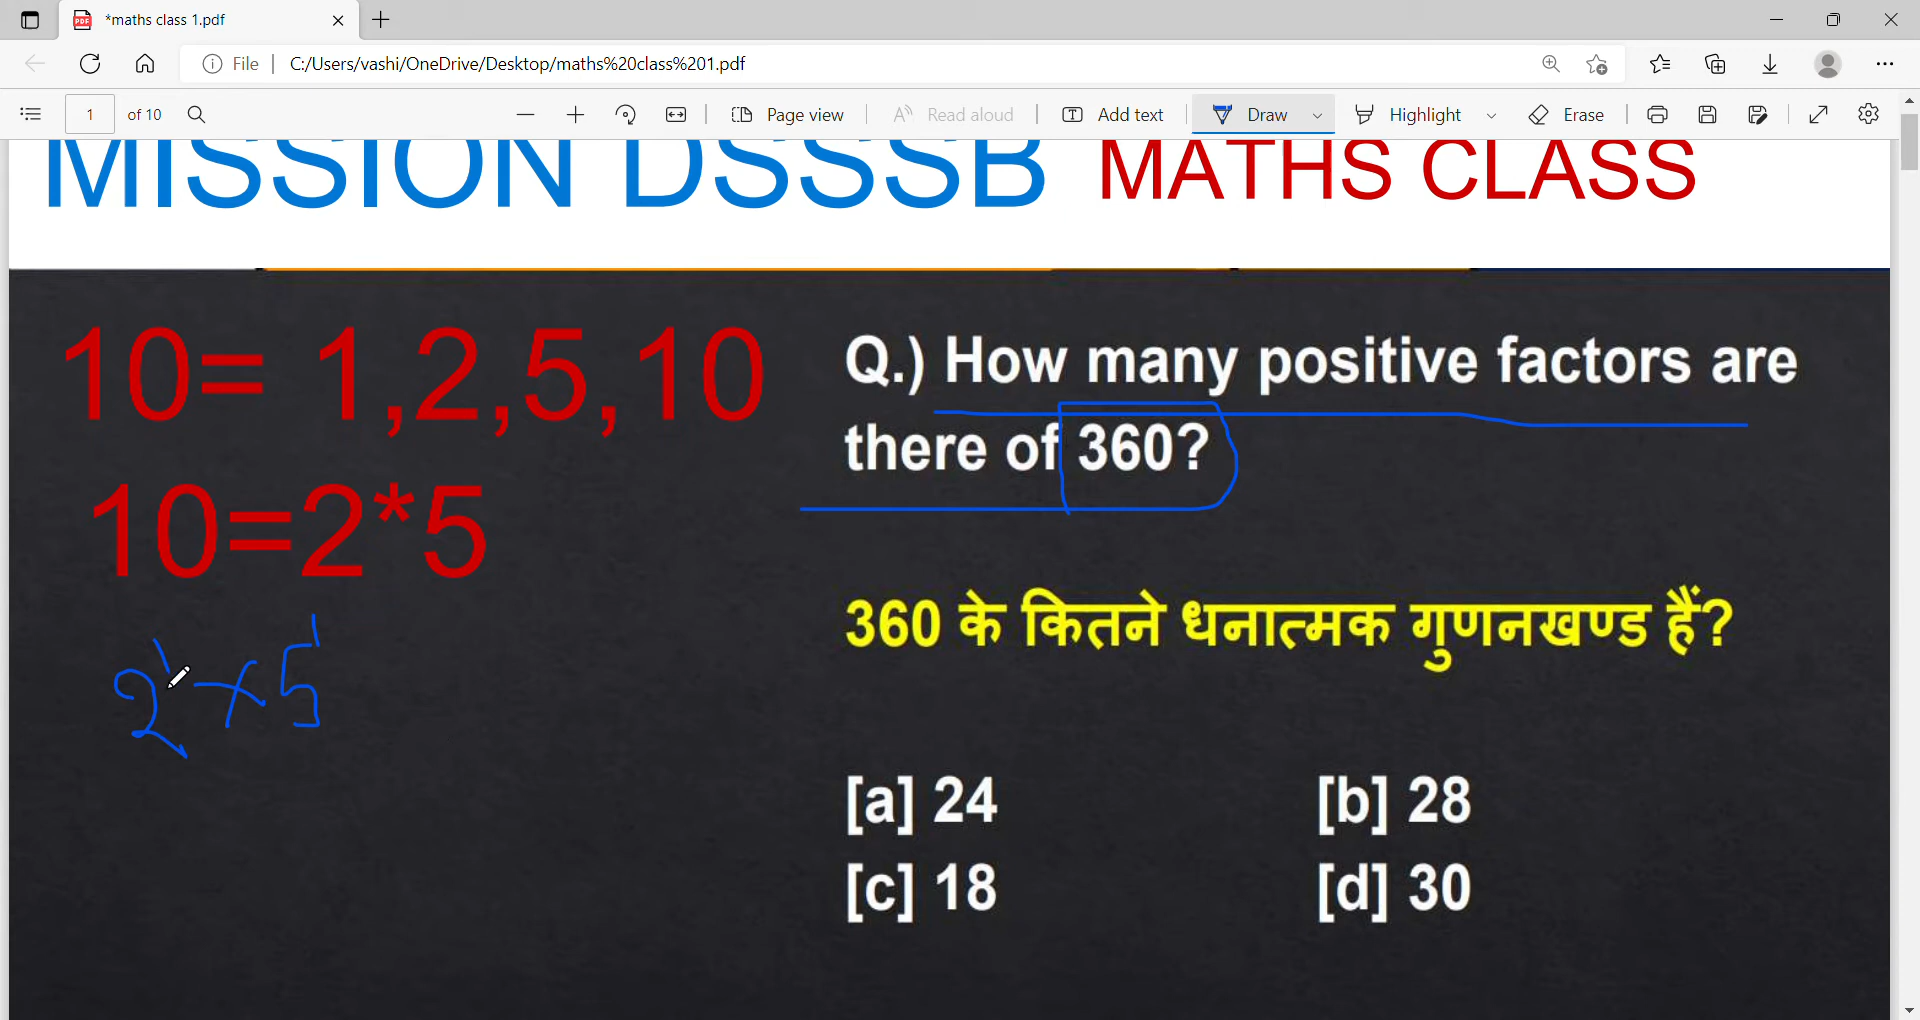 *maths class 1.pdf
File C:/Users/vashi/OneDrive/Desktop/maths%20class%201.pdf
1 of 10 Page view Read aloud Add text Draw Highlight Erase
MISSION DSSSB MATHS CLASS
10= 1,2,5,10
10=2*5
2¹×5¹
Q.) How many positive factors are
there of 360?
360 के कितने धनात्मक गुणनखण्ड हैं?
[a] 24 [b] 28
[c] 18 [d] 30